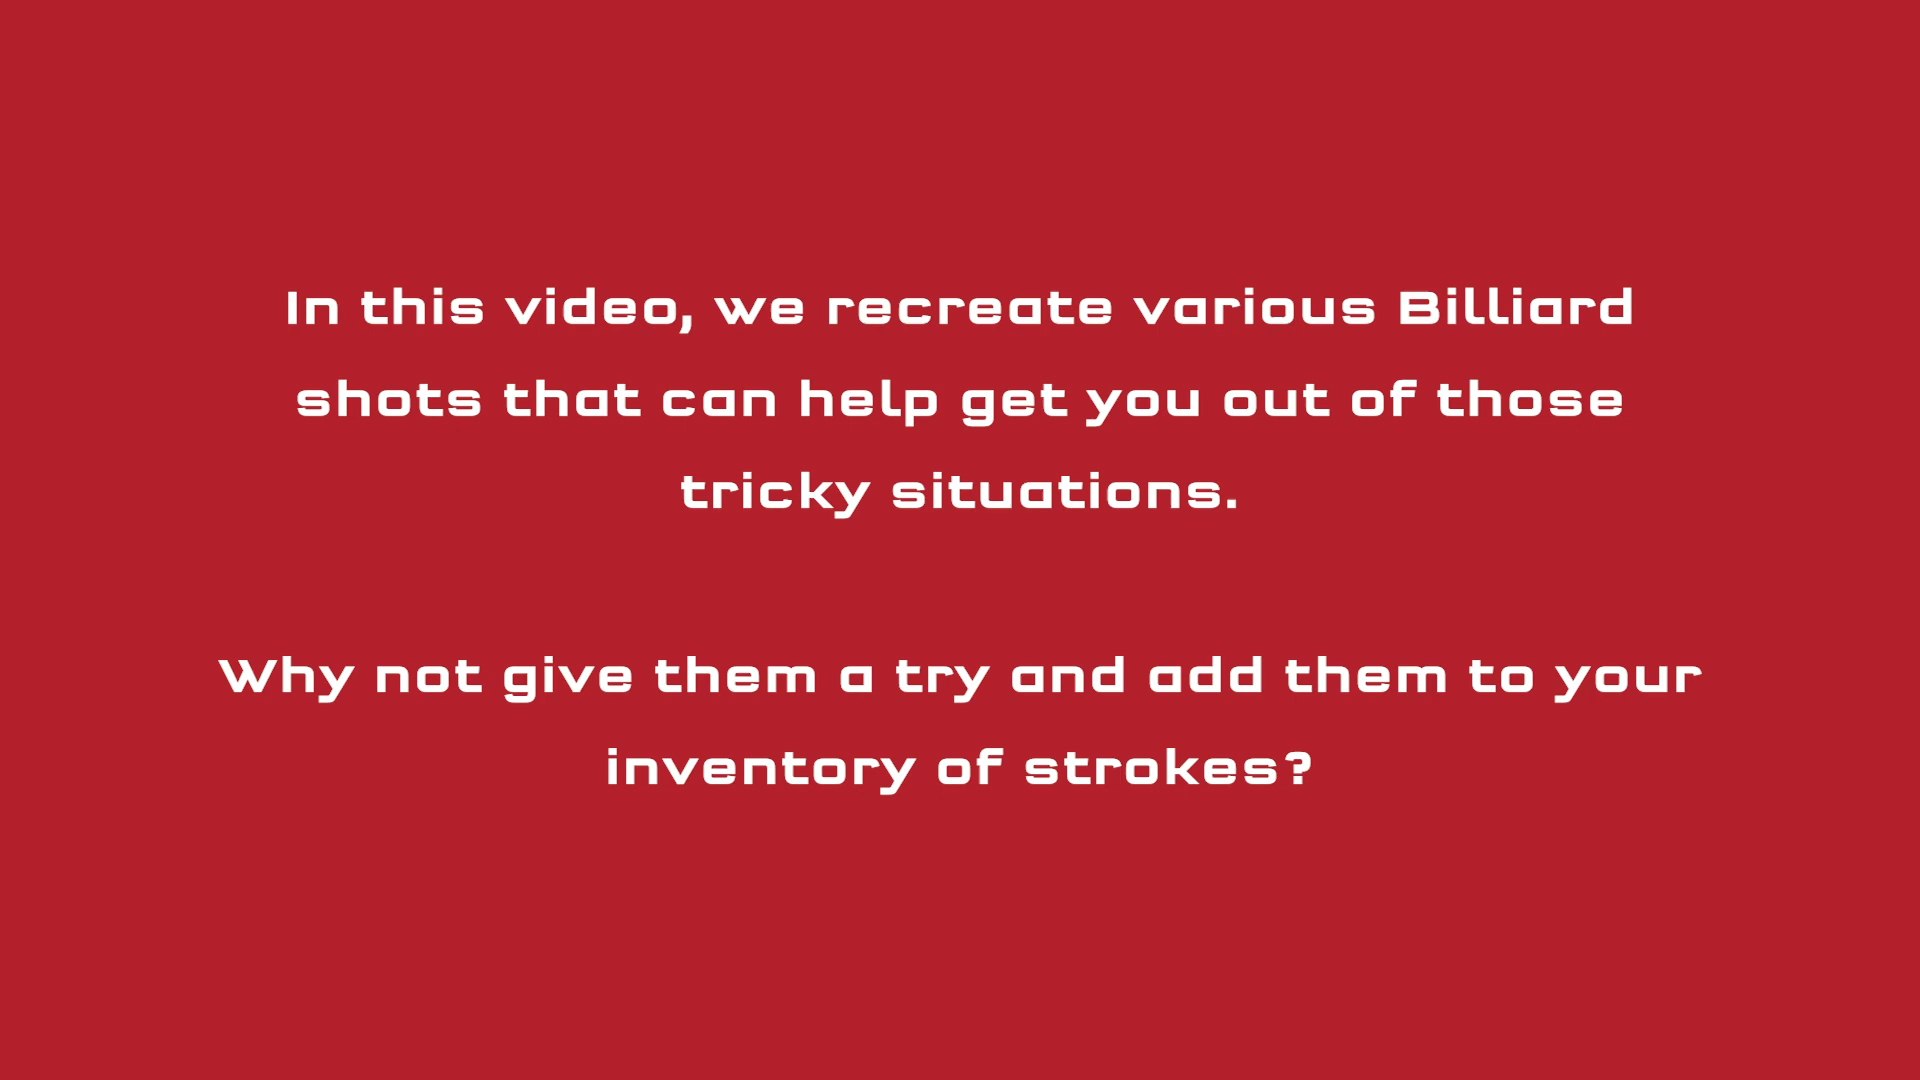 In this video, we recreate various Billiard
shots that can help get you out of those
tricky situations.
Why not give them a try and add them to your
inventory of strokes?